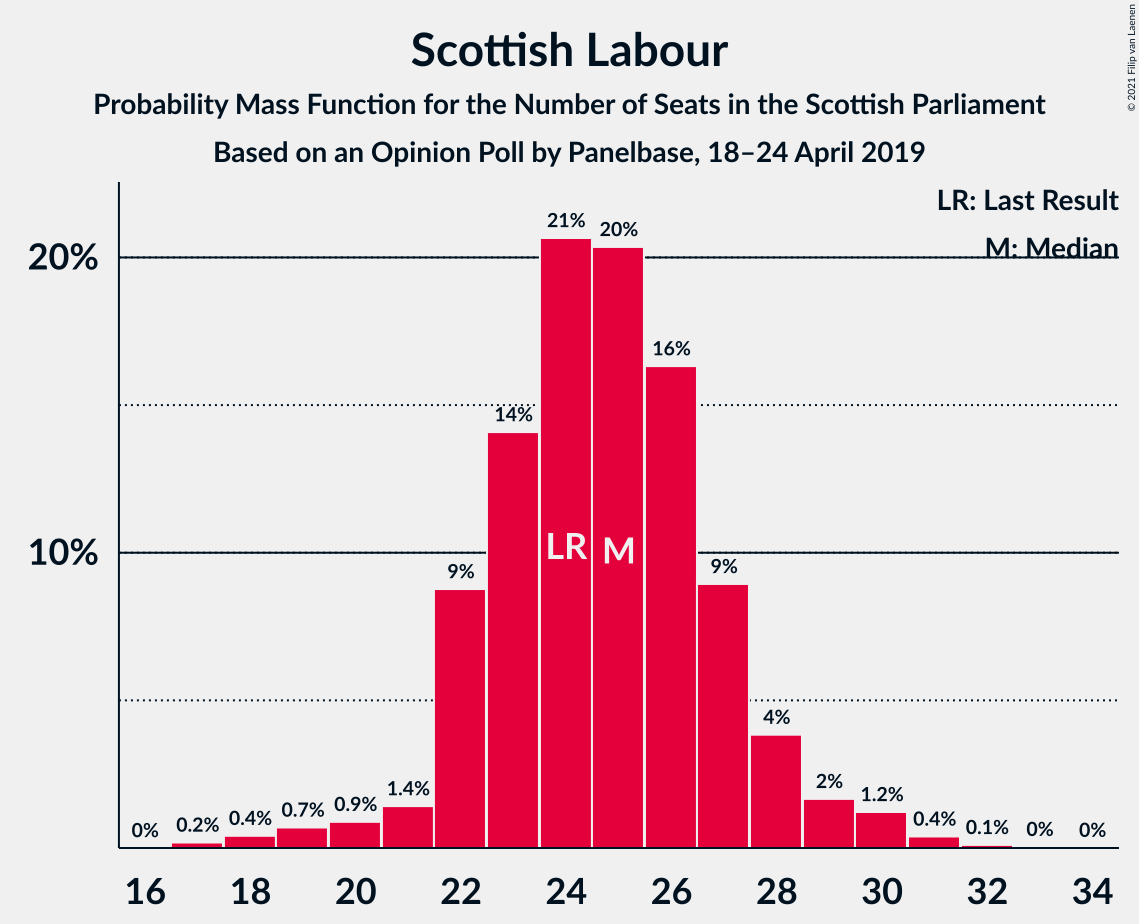 Scottish Labour
Probability Mass Function for the Number of Seats in the Scottish Parliament
Based on an Opinion Poll by Panelbase, 18–24 April 2019
© 2021 Filip van Laenen
LR: Last Result
M: Median
20%
10%
0%
0.2%
0.4%
0.7%
0.9%
1.4%
9%
14%
21%
20%
16%
9%
4%
2%
1.2%
0.4%
0.1%
0%
0%
LR
M
16 18 20 22 24 26 28 30 32 34